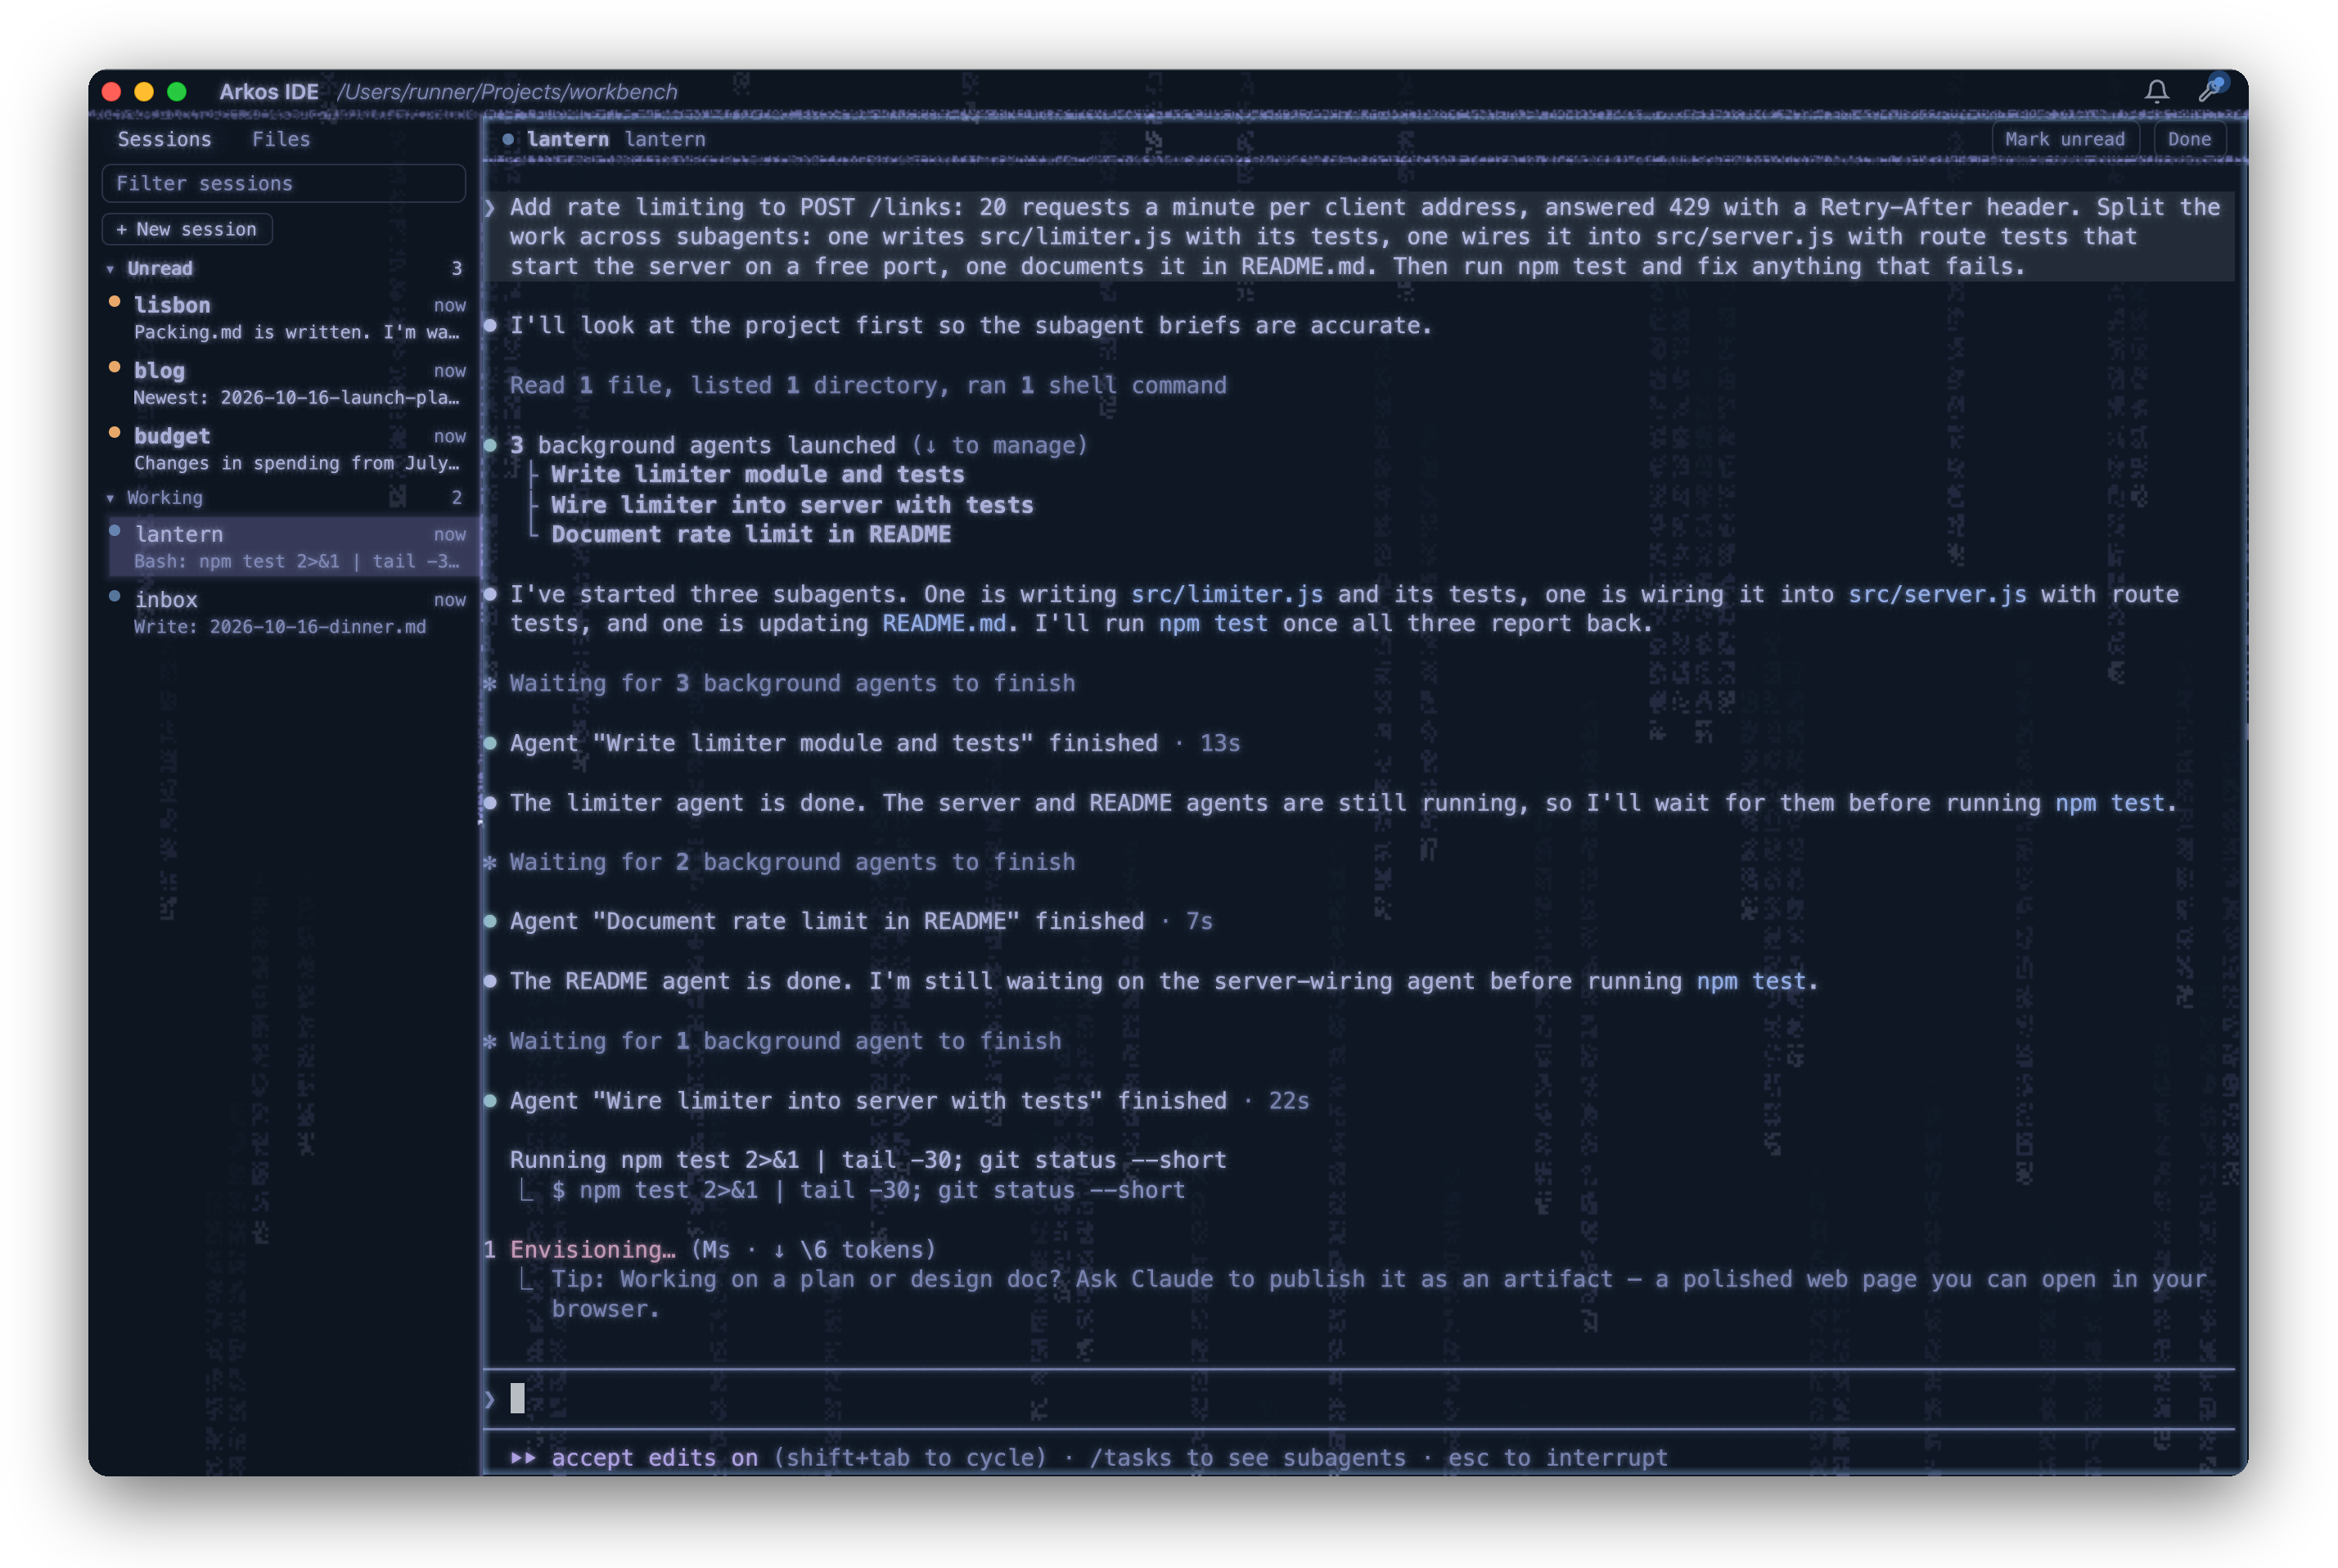 Arkos IDE /Users/runner/Projects/workbench
Sessions Files
Filter sessions
+ New session
▾ Unread 3
lisbon now
Packing.md is written. I'm wa…
blog now
Newest: 2026-10-16-launch-pla…
budget now
Changes in spending from July…
▾ Working 2
lantern now
Bash: npm test 2>&1 | tail -3…
inbox now
Write: 2026-10-16-dinner.md
lantern lantern
Mark unread Done
❯ Add rate limiting to POST /links: 20 requests a minute per client address, answered 429 with a Retry-After header. Split the
work across subagents: one writes src/limiter.js with its tests, one wires it into src/server.js with route tests that
start the server on a free port, one documents it in README.md. Then run npm test and fix anything that fails.
● I'll look at the project first so the subagent briefs are accurate.
Read 1 file, listed 1 directory, ran 1 shell command
● 3 background agents launched (↓ to manage)
├ Write limiter module and tests
├ Wire limiter into server with tests
└ Document rate limit in README
● I've started three subagents. One is writing src/limiter.js and its tests, one is wiring it into src/server.js with route
tests, and one is updating README.md. I'll run npm test once all three report back.
✻ Waiting for 3 background agents to finish
● Agent "Write limiter module and tests" finished · 13s
● The limiter agent is done. The server and README agents are still running, so I'll wait for them before running npm test.
✻ Waiting for 2 background agents to finish
● Agent "Document rate limit in README" finished · 7s
● The README agent is done. I'm still waiting on the server-wiring agent before running npm test.
✻ Waiting for 1 background agent to finish
● Agent "Wire limiter into server with tests" finished · 22s
Running npm test 2>&1 | tail -30; git status --short
⎿ $ npm test 2>&1 | tail -30; git status --short
1 Envisioning… (Ms · ↓ \6 tokens)
⎿ Tip: Working on a plan or design doc? Ask Claude to publish it as an artifact — a polished web page you can open in your
browser.
❯
⏵⏵ accept edits on (shift+tab to cycle) · /tasks to see subagents · esc to interrupt